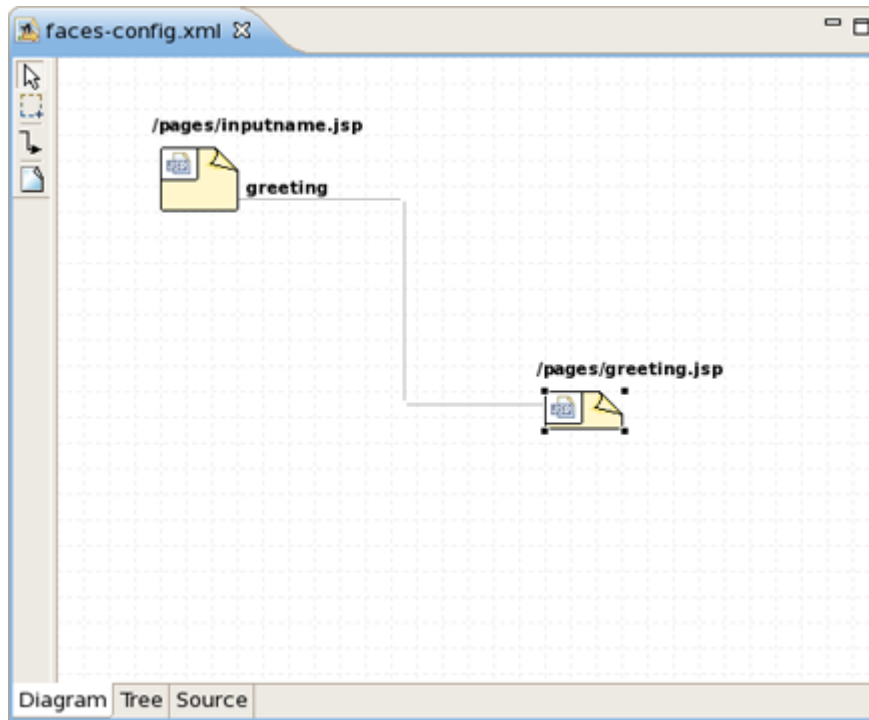 faces-config.xml
/pages/inputname.jsp
greeting
/pages/greeting.jsp
Diagram Tree Source